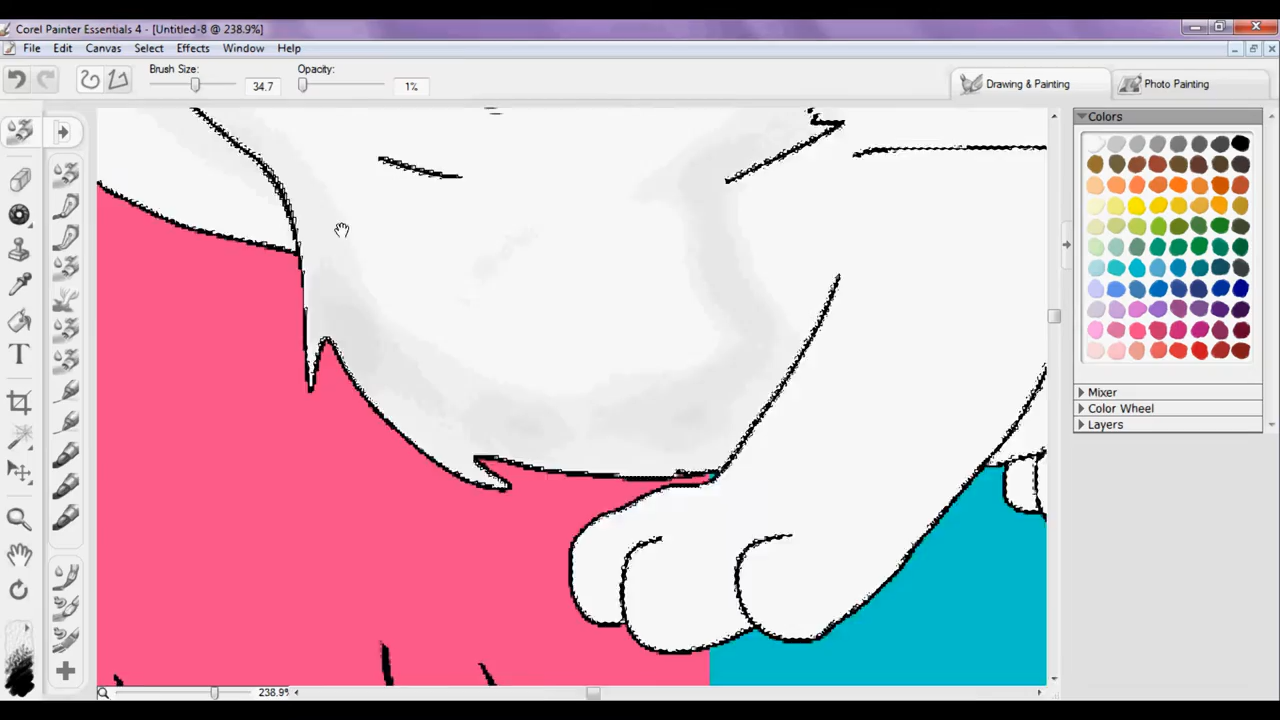 Corel Painter Essentials 4 - [Untitled-8 @ 238.9%]
File Edit Canvas Select Effects Window Help
Brush Size: 34.7 Opacity: 1% Drawing & Painting Photo Painting
Colors
Mixer
Color Wheel
Layers
T
238.9%